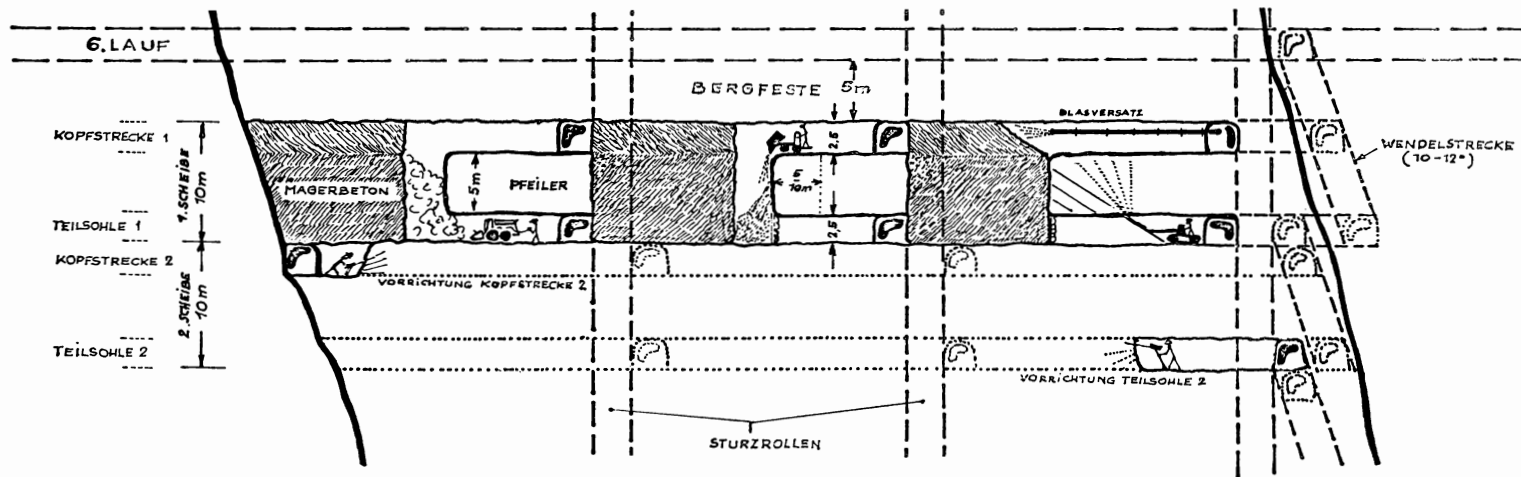 6. LAUF
BERGFESTE
5m
BLASVERSATZ
KOPFSTRECKE 1
2,5
WENDELSTRECKE
(10-12°)
1. SCHEIBE
10m
MAGERBETON
5m
PFEILER
5
10m
TEILSOHLE 1
2,5
KOPFSTRECKE 2
VORRICHTUNG KOPFSTRECKE 2
2. SCHEIBE
10m
TEILSOHLE 2
VORRICHTUNG TEILSOHLE 2
STURZROLLEN